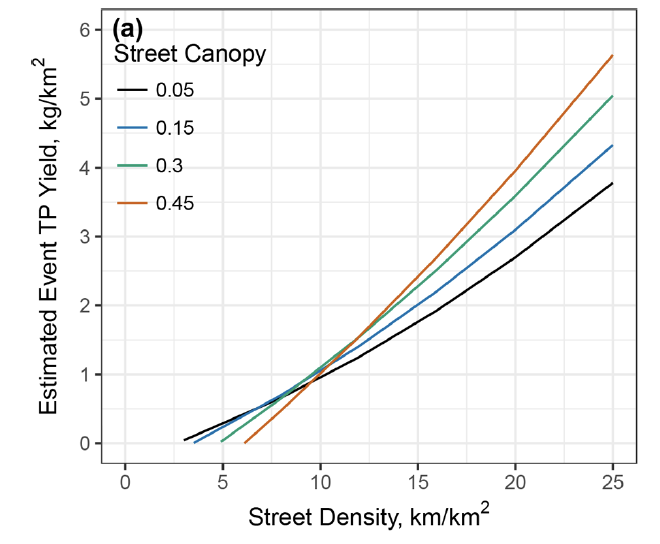 (a)
Street Canopy
0.05
0.15
0.3
0.45
Estimated Event TP Yield, kg/km²
6
5
4
3
2
1
0
0 5 10 15 20 25
Street Density, km/km²